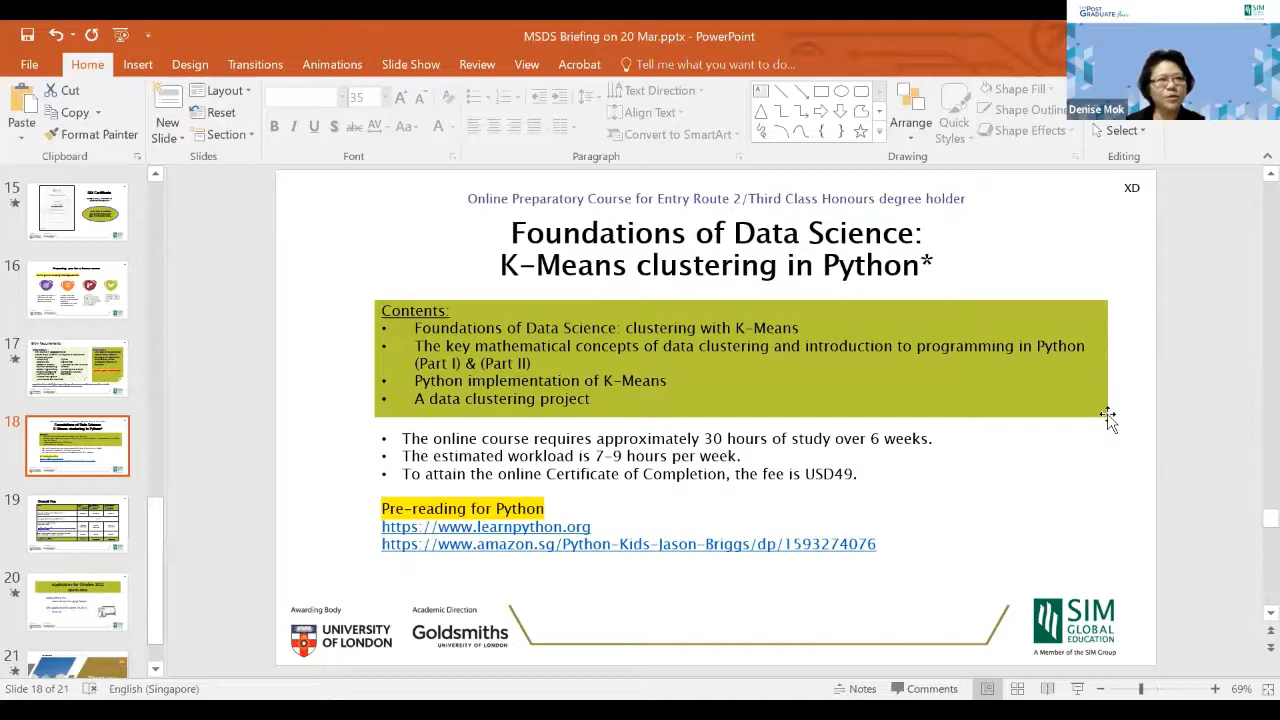 POST
GRADUATE
SIM
GLOBAL
MSDS Briefing on 20 Mar.pptx - PowerPoint
File Home Insert Design Transitions Animations Slide Show Review View Acrobat Tell me what you want to do...
Denise Mok
Paste
Cut
Copy
Format Painter
Clipboard
New
Slide
Layout
Reset
Section
Slides
35
B I U S abc AV Aa A
Font
Text Direction
Align Text
Convert to SmartArt
Paragraph
Arrange
Quick
Styles
Shape Fill
Shape Outline
Shape Effects
Drawing
Select
Editing
15
16
17
18
19
20
21
XD
Online Preparatory Course for Entry Route 2/Third Class Honours degree holder
Foundations of Data Science:
K-Means clustering in Python*
Contents:
• Foundations of Data Science: clustering with K-Means
• The key mathematical concepts of data clustering and introduction to programming in Python
(Part I) & (Part II)
• Python implementation of K-Means
• A data clustering project
• The online course requires approximately 30 hours of study over 6 weeks.
• The estimated workload is 7-9 hours per week.
• To attain the online Certificate of Completion, the fee is USD49.
Pre-reading for Python
https://www.learnpython.org
https://www.amazon.sg/Python-Kids-Jason-Briggs/dp/1593274076
Awarding Body
UNIVERSITY
OF LONDON
Academic Direction
Goldsmiths
UNIVERSITY OF LONDON
SIM
GLOBAL
EDUCATION
A Member of the SIM Group
Slide 18 of 21 English (Singapore) Notes Comments 69%